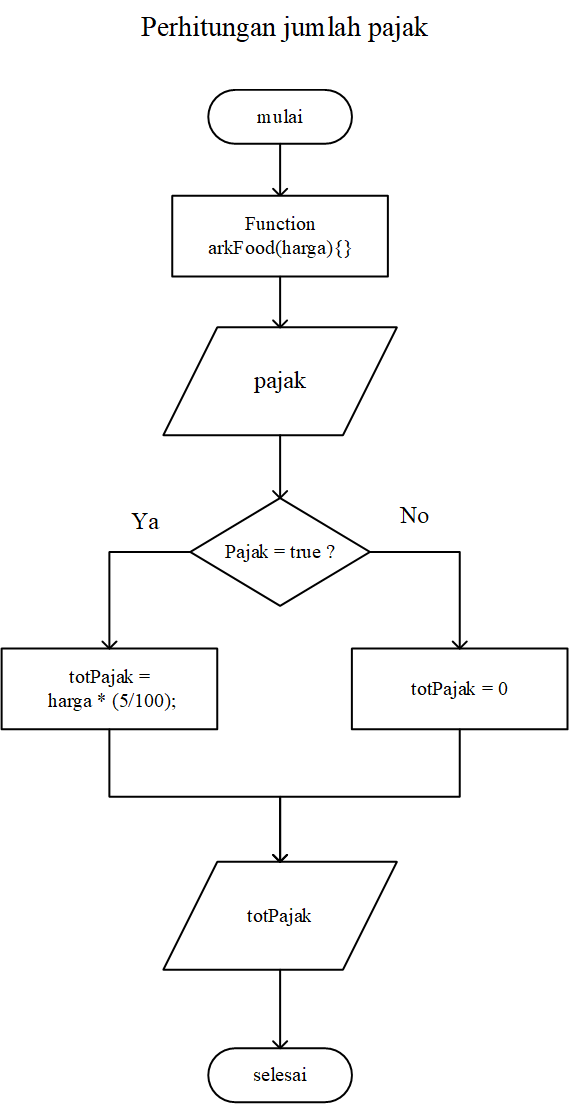 Perhitungan jumlah pajak
mulai
Function
arkFood(harga){}
pajak
Ya
No
Pajak = true ?
totPajak =
harga * (5/100);
totPajak = 0
totPajak
selesai